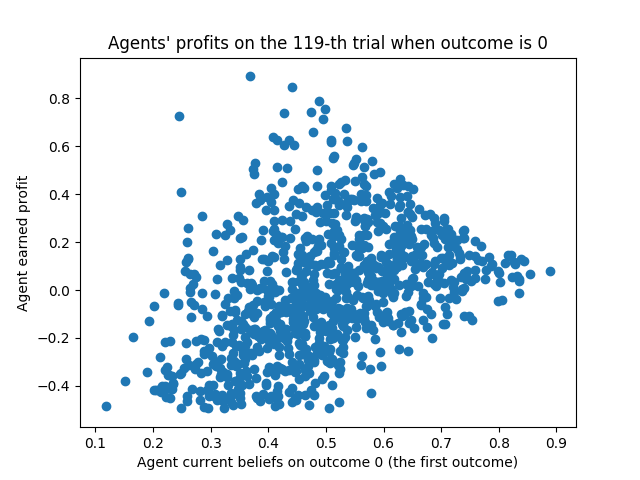 Agents' profits on the 119-th trial when outcome is 0
0.8
0.6
0.4
0.2
0.0
−0.2
−0.4
Agent earned profit
0.1 0.2 0.3 0.4 0.5 0.6 0.7 0.8 0.9
Agent current beliefs on outcome 0 (the first outcome)